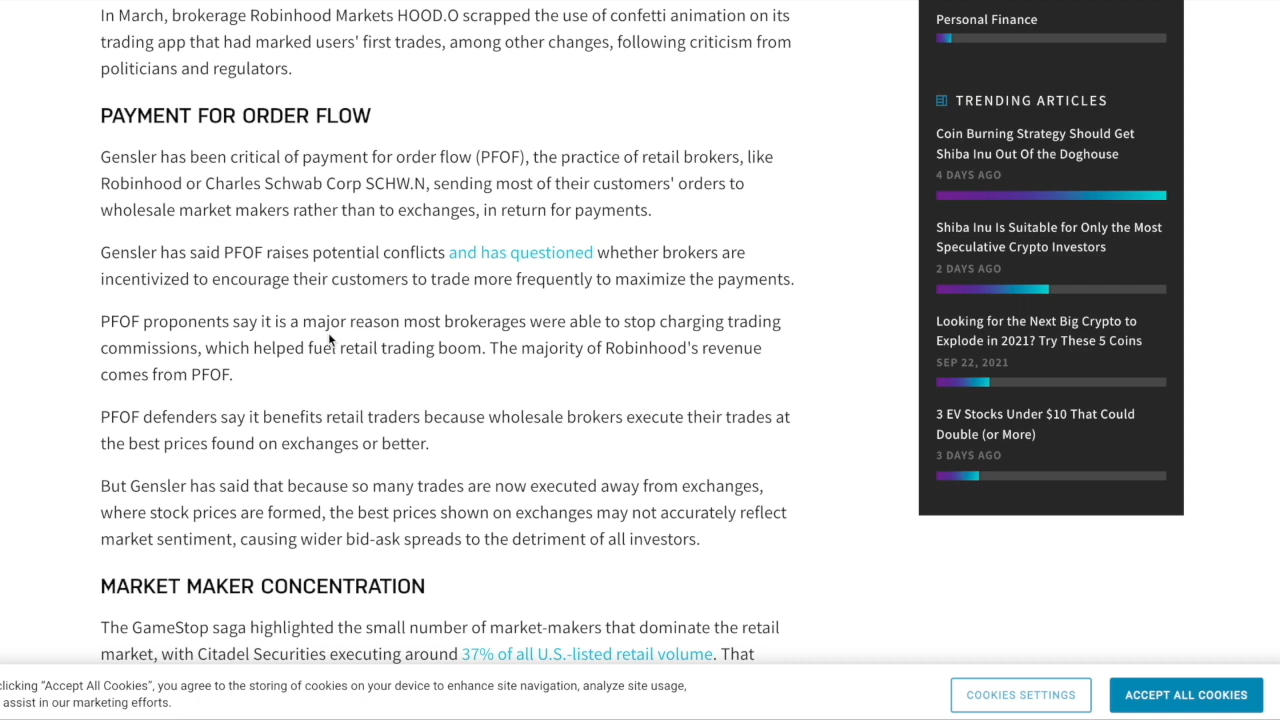 In March, brokerage Robinhood Markets HOOD.O scrapped the use of confetti animation on its
trading app that had marked users' first trades, among other changes, following criticism from
politicians and regulators.
PAYMENT FOR ORDER FLOW
Gensler has been critical of payment for order flow (PFOF), the practice of retail brokers, like
Robinhood or Charles Schwab Corp SCHW.N, sending most of their customers' orders to
wholesale market makers rather than to exchanges, in return for payments.
Gensler has said PFOF raises potential conflicts and has questioned whether brokers are
incentivized to encourage their customers to trade more frequently to maximize the payments.
PFOF proponents say it is a major reason most brokerages were able to stop charging trading
commissions, which helped fuel retail trading boom. The majority of Robinhood's revenue
comes from PFOF.
PFOF defenders say it benefits retail traders because wholesale brokers execute their trades at
the best prices found on exchanges or better.
But Gensler has said that because so many trades are now executed away from exchanges,
where stock prices are formed, the best prices shown on exchanges may not accurately reflect
market sentiment, causing wider bid-ask spreads to the detriment of all investors.
MARKET MAKER CONCENTRATION
The GameStop saga highlighted the small number of market-makers that dominate the retail
market, with Citadel Securities executing around 37% of all U.S.-listed retail volume. That
Personal Finance
TRENDING ARTICLES
Coin Burning Strategy Should Get
Shiba Inu Out Of the Doghouse
4 DAYS AGO
Shiba Inu Is Suitable for Only the Most
Speculative Crypto Investors
2 DAYS AGO
Looking for the Next Big Crypto to
Explode in 2021? Try These 5 Coins
SEP 22, 2021
3 EV Stocks Under $10 That Could
Double (or More)
3 DAYS AGO
clicking “Accept All Cookies”, you agree to the storing of cookies on your device to enhance site navigation, analyze site usage,
assist in our marketing efforts.
COOKIES SETTINGS
ACCEPT ALL COOKIES